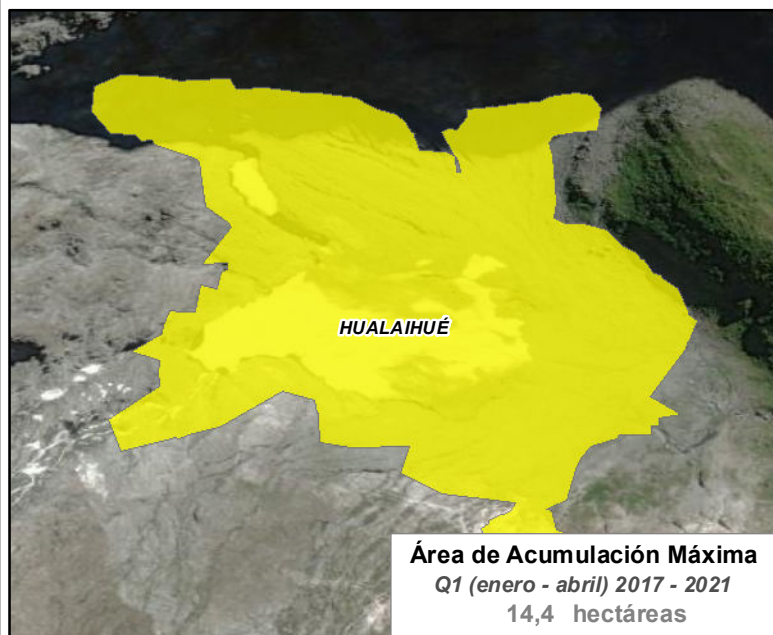 HUALAIHUÉ
Área de Acumulación Máxima
Q1 (enero - abril) 2017 - 2021
14,4 hectáreas